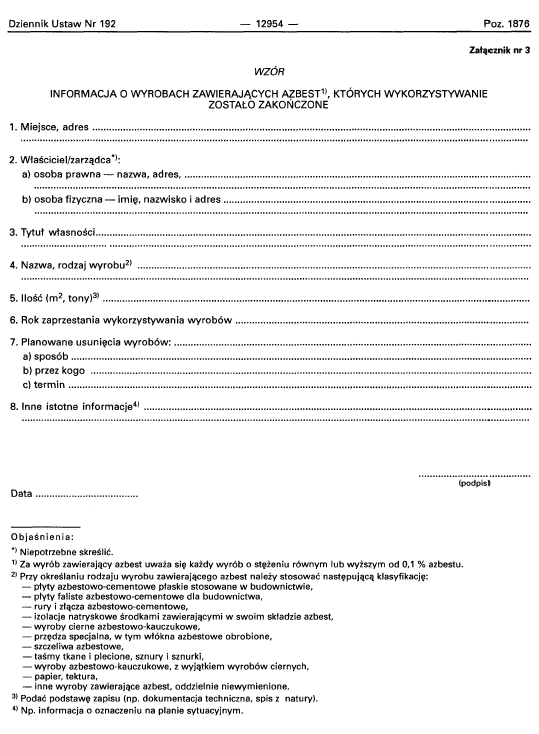 Dziennik Ustaw Nr 192 — 12954 — Poz. 1876
Załącznik nr 3
WZÓR
INFORMACJA O WYROBACH ZAWIERAJĄCYCH AZBEST1), KTÓRYCH WYKORZYSTYWANIE
ZOSTAŁO ZAKOŃCZONE
1. Miejsce, adres ..........
..........
2. Właściciel/zarządca*):
a) osoba prawna — nazwa, adres, ..........
..........
b) osoba fizyczna — imię, nazwisko i adres ..........
..........
3. Tytuł własności..........
..........
4. Nazwa, rodzaj wyrobu2) ..........
..........
5. Ilość (m2, tony)3) ..........
6. Rok zaprzestania wykorzystywania wyrobów ..........
7. Planowane usunięcia wyrobów: ..........
a) sposób ..........
b) przez kogo ..........
c) termin ..........
8. Inne istotne informacje4) ..........
..........
..........
(podpis)
Data ..........
Objaśnienia:
*) Niepotrzebne skreślić.
1) Za wyrób zawierający azbest uważa się każdy wyrób o stężeniu równym lub wyższym od 0,1 % azbestu.
2) Przy określaniu rodzaju wyrobu zawierającego azbest należy stosować następującą klasyfikację:
— płyty azbestowo-cementowe płaskie stosowane w budownictwie,
— płyty faliste azbestowo-cementowe dla budownictwa,
— rury i złącza azbestowo-cementowe,
— izolacje natryskowe środkami zawierającymi w swoim składzie azbest,
— wyroby cierne azbestowo-kauczukowe,
— przędza specjalna, w tym włókna azbestowe obrobione,
— szczeliwa azbestowe,
— taśmy tkane i plecione, sznury i sznurki,
— wyroby azbestowo-kauczukowe, z wyjątkiem wyrobów ciernych,
— papier, tektura,
— inne wyroby zawierające azbest, oddzielnie niewymienione.
3) Podać podstawę zapisu (np. dokumentacja techniczna, spis z natury).
4) Np. informacja o oznaczeniu na planie sytuacyjnym.